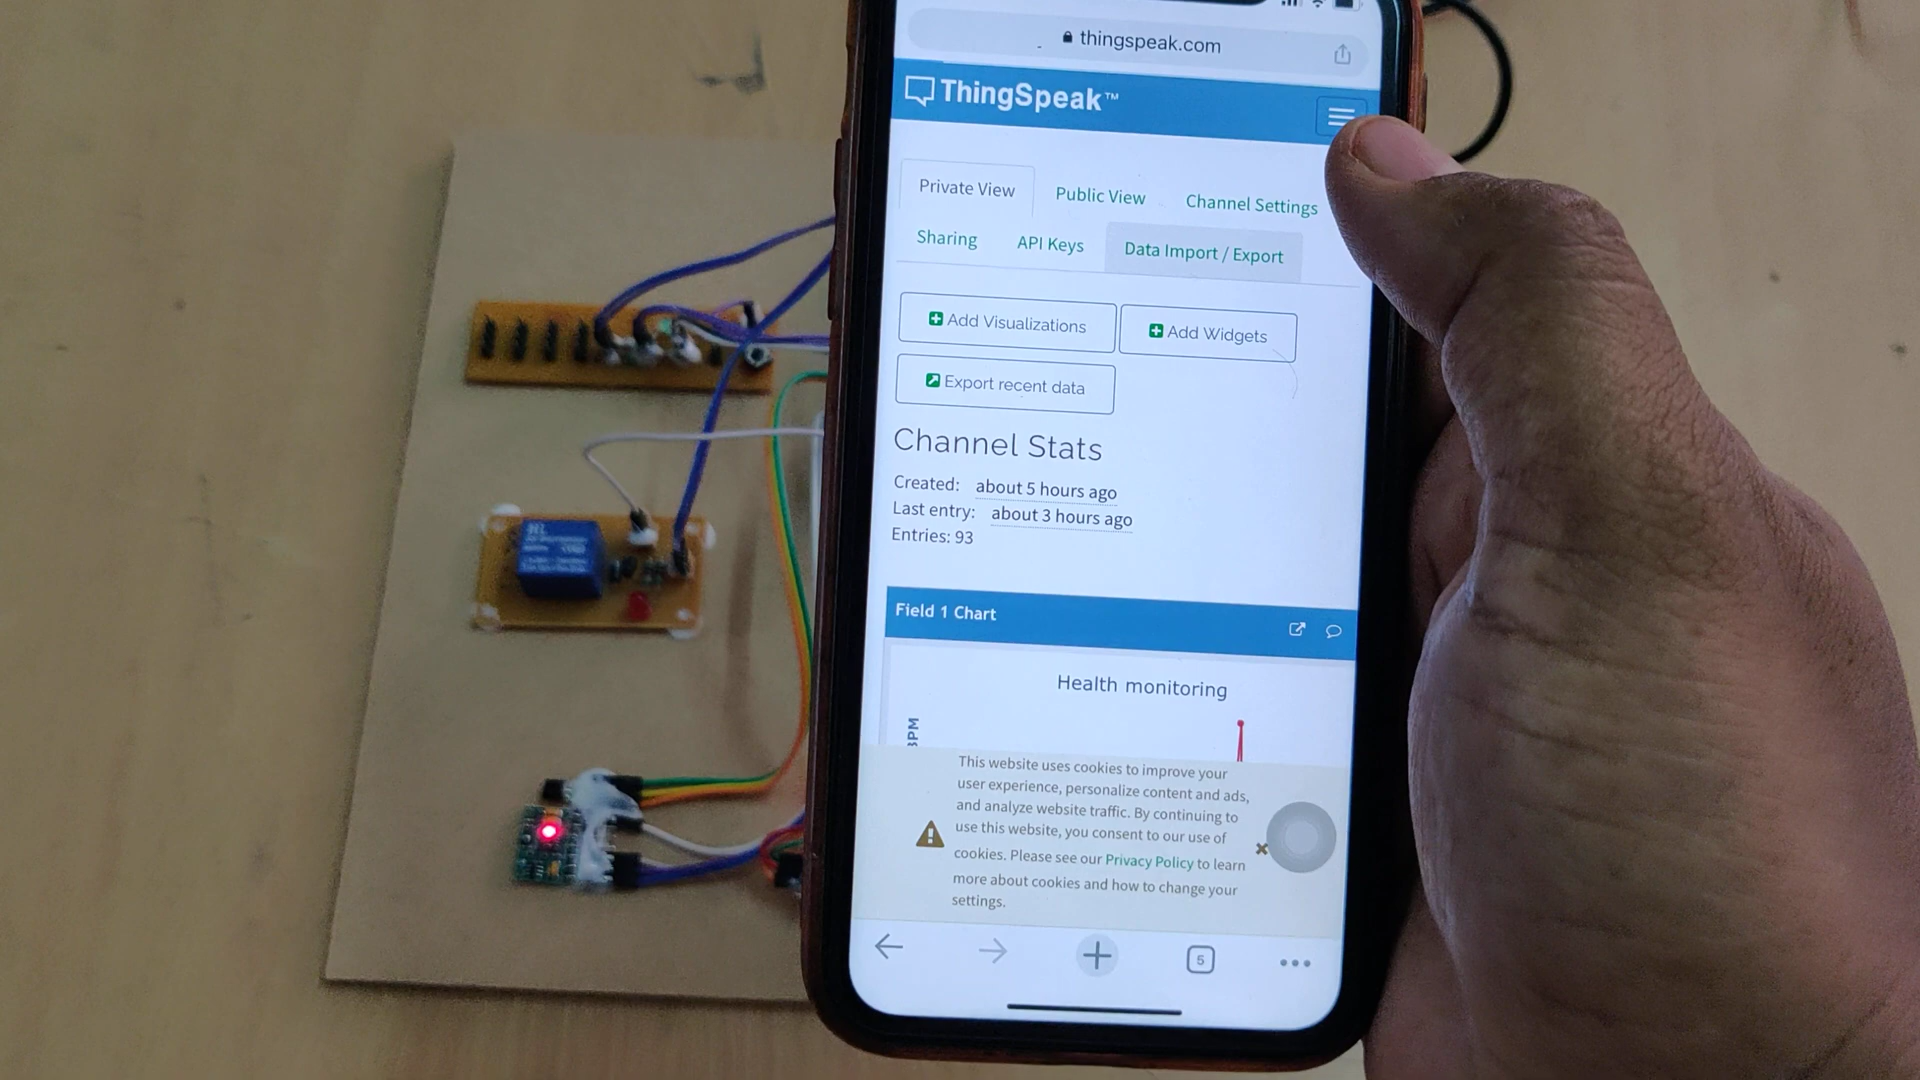 thingspeak.com
ThingSpeak™
Private View
Public View
Channel Settings
Sharing
API Keys
Data Import / Export
Add Visualizations
Add Widgets
Export recent data
Channel Stats
Created: about 5 hours ago
Last entry: about 3 hours ago
Entries: 93
Field 1 Chart
Health monitoring
This website uses cookies to improve your
user experience, personalize content and ads,
and analyze website traffic. By continuing to
use this website, you consent to our use of
cookies. Please see our Privacy Policy to learn
more about cookies and how to change your
settings.
5